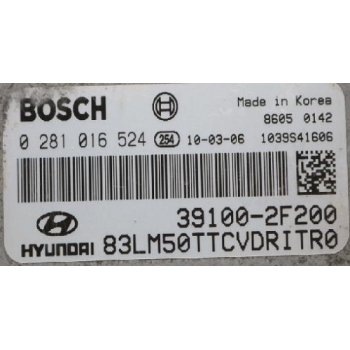 BOSCH Made in Korea
8605 0142
0 281 016 524 254 10-03-06 1039S41606
39100-2F200
HYUNDAI 83LM50TTCVDRITR0